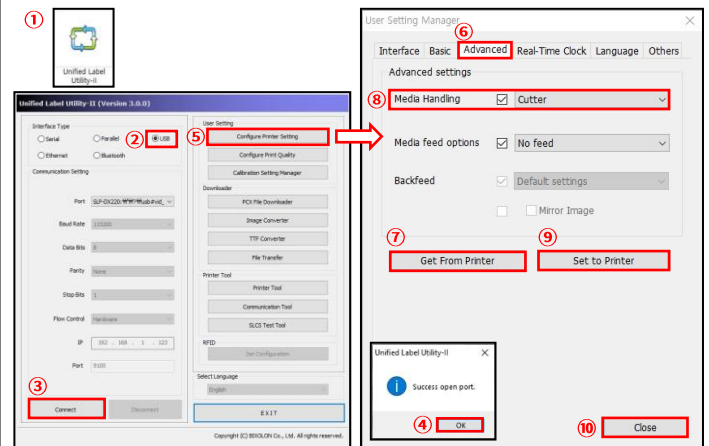 ①
Unified Label
Utility-II
Unified Label Utility-II (Version 3.0.0)
Interface Type
Serial
Parallel
② USB
Ethernet
Bluetooth
Communication Setting
Port
SLP-DX220:₩₩?₩usb#vid_
Baud Rate
115200
Data Bits
8
Parity
None
Stop Bits
1
Flow Control
Hardware
IP
192 . 168 . 1 . 123
Port
9100
③
Connect
Disconnect
User Setting
⑤ Configure Printer Setting
Configure Print Quality
Calibration Setting Manager
Downloader
PCX File Downloader
Image Converter
TTF Converter
File Transfer
Printer Tool
Printer Tool
Communication Tool
SLCS Test Tool
RFID
Set Configuration
Select Language
English
EXIT
Copyright (C) BIXOLON Co., Ltd. All rights reserved.
User Setting Manager
⑥
Interface Basic Advanced Real-Time Clock Language Others
Advanced settings
⑧ Media Handling Cutter
Media feed options No feed
Backfeed Default settings
Mirror Image
⑦ ⑨
Get From Printer Set to Printer
Unified Label Utility-II
Success open port.
④ OK
⑩ Close